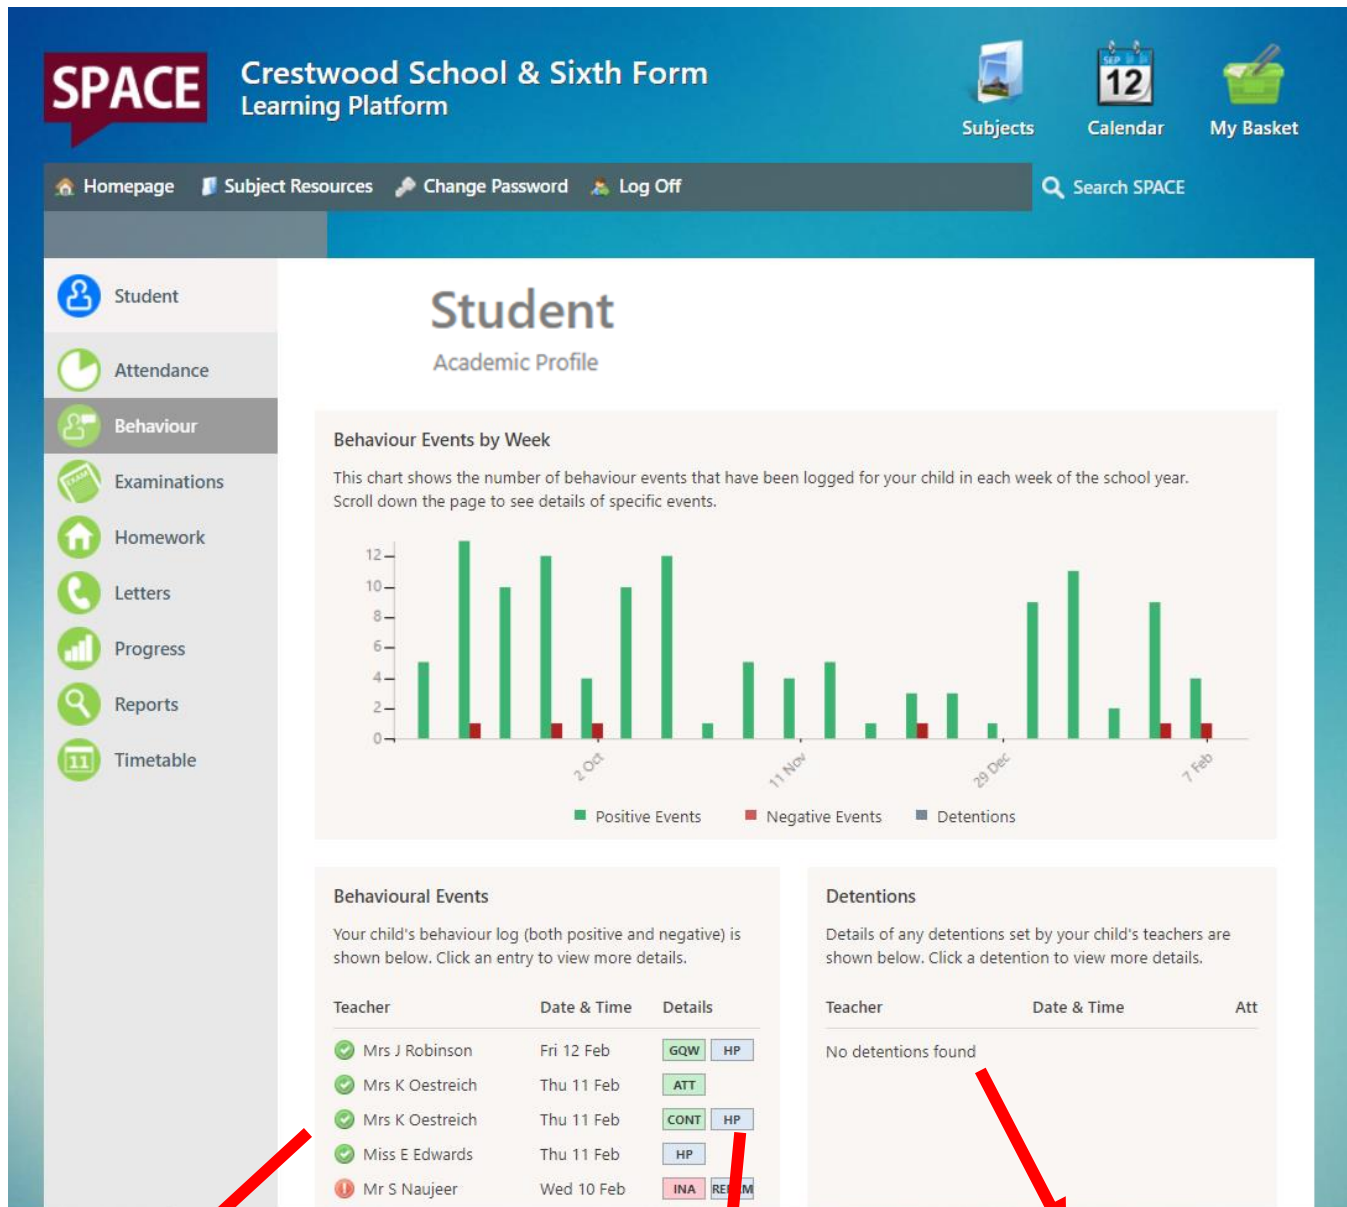 SPACE
Crestwood School & Sixth Form
Learning Platform
SEP
12
Subjects
Calendar
My Basket
Homepage
Subject Resources
Change Password
Log Off
Search SPACE
Student
Attendance
Behaviour
EXAM
Examinations
Homework
Letters
Progress
Reports
11
Timetable
Student
Academic Profile
Behaviour Events by Week
This chart shows the number of behaviour events that have been logged for your child in each week of the school year.
Scroll down the page to see details of specific events.
12
10
8
6
4
2
0
2 Oct
11 Nov
29 Dec
7 Feb
Positive Events
Negative Events
Detentions
Behavioural Events
Your child's behaviour log (both positive and negative) is
shown below. Click an entry to view more details.
Teacher Date & Time Details
Mrs J Robinson Fri 12 Feb GQW HP
Mrs K Oestreich Thu 11 Feb ATT
Mrs K Oestreich Thu 11 Feb CONT HP
Miss E Edwards Thu 11 Feb HP
Mr S Naujeer Wed 10 Feb INA
Detentions
Details of any detentions set by your child's teachers are
shown below. Click a detention to view more details.
Teacher Date & Time Att
No detentions found